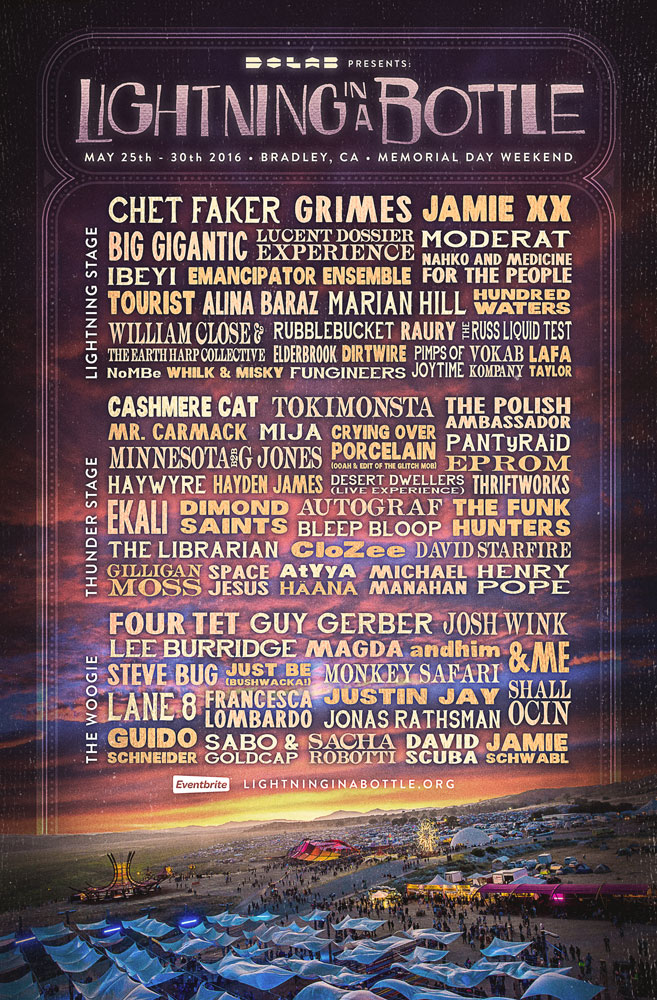 DOLAB PRESENTS:
LIGHTNING IN A BOTTLE
MAY 25th - 30th 2016 • BRADLEY, CA • MEMORIAL DAY WEEKEND
LIGHTNING STAGE
CHET FAKER GRIMES JAMIE XX
BIG GIGANTIC LUCENT DOSSIER EXPERIENCE MODERAT
IBEYI EMANCIPATOR ENSEMBLE NAHKO AND MEDICINE FOR THE PEOPLE
TOURIST ALINA BARAZ MARIAN HILL HUNDRED WATERS
WILLIAM CLOSE & THE EARTH HARP COLLECTIVE RUBBLEBUCKET RAURY THE RUSS LIQUID TEST
ELDERBROOK DIRTWIRE PIMPS OF JOYTIME VOKAB KOMPANY LAFA TAYLOR
NoMBe WHILK & MISKY FUNGINEERS
THUNDER STAGE
CASHMERE CAT TOKIMONSTA THE POLISH AMBASSADOR
MR. CARMACK MIJA CRYING OVER PORCELAIN (OOAH & EDIT OF THE GLITCH MOB) PANTyRAiD
MINNESOTA B2B G JONES EPROM
HAYWYRE HAYDEN JAMES DESERT DWELLERS (LIVE EXPERIENCE) THRIFTWORKS
EKALI DIMOND SAINTS AUTOGRAF THE FUNK HUNTERS
BLEEP BLOOP
THE LIBRARIAN CloZee DAVID STARFIRE
GILLIGAN MOSS SPACE JESUS AtYyA MICHAEL MANAHAN HENRY POPE
HÄANA
THE WOOGIE
FOUR TET GUY GERBER JOSH WINK
LEE BURRIDGE MAGDA andhim &ME
STEVE BUG JUST BE (BUSHWACKA!) MONKEY SAFARI
LANE 8 FRANCESCA LOMBARDO JUSTIN JAY SHALL OCIN
JONAS RATHSMAN
GUIDO SCHNEIDER SABO & GOLDCAP SACHA ROBOTTI DAVID SCUBA JAMIE SCHWABL
Eventbrite LIGHTNINGINABOTTLE.ORG